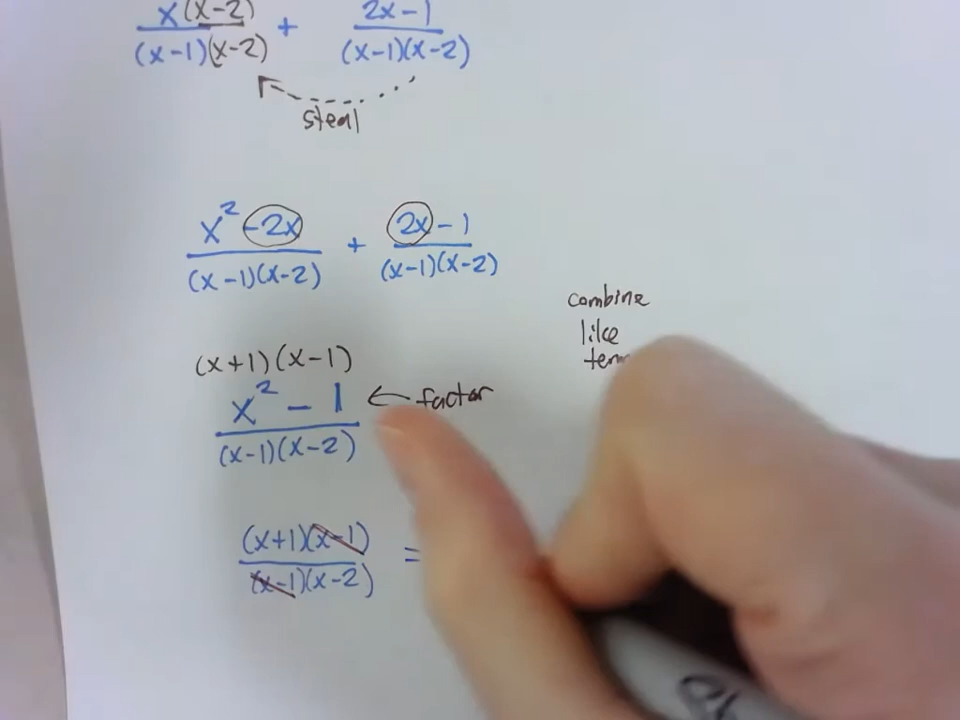 x(x-2) + 2x-1
(x-1)(x-2) (x-1)(x-2)
steal
x² -2x + 2x - 1
(x-1)(x-2) (x-1)(x-2)
combine
like
(x+1)(x-1)
x² - 1 ← factor
(x-1)(x-2)
(x+1)(x-1) =
(x-1)(x-2)